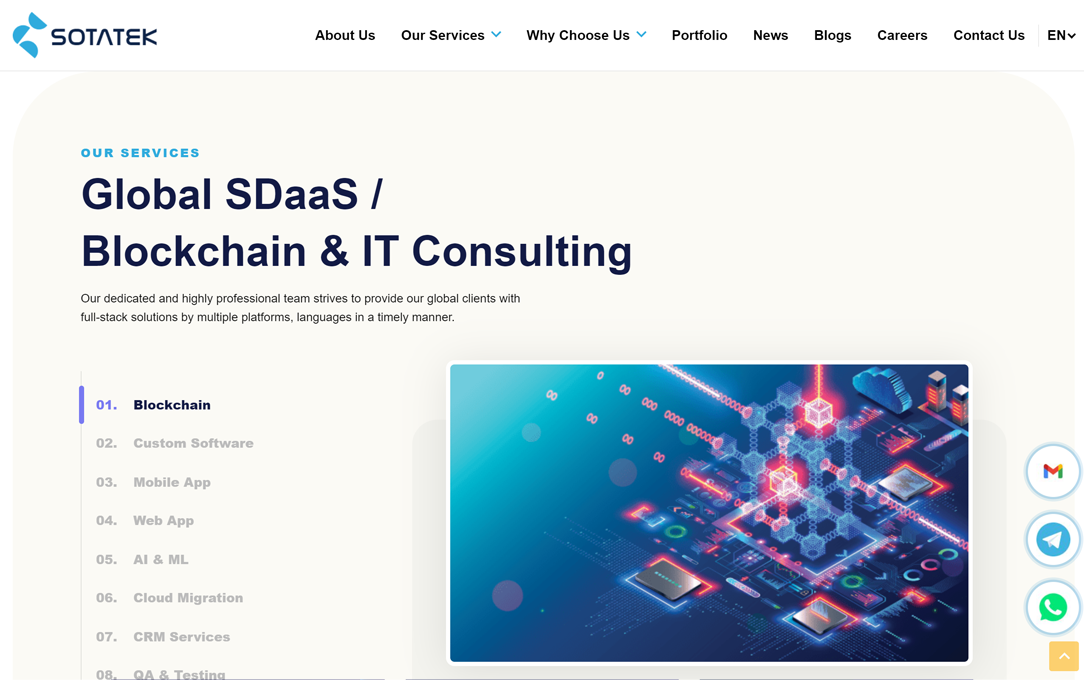 SOTATEK
About Us
Our Services
Why Choose Us
Portfolio
News
Blogs
Careers
Contact Us
EN
OUR SERVICES
Global SDaaS /
Blockchain & IT Consulting
Our dedicated and highly professional team strives to provide our global clients with
full-stack solutions by multiple platforms, languages in a timely manner.
01. Blockchain
02. Custom Software
03. Mobile App
04. Web App
05. AI & ML
06. Cloud Migration
07. CRM Services
08. QA & Testing